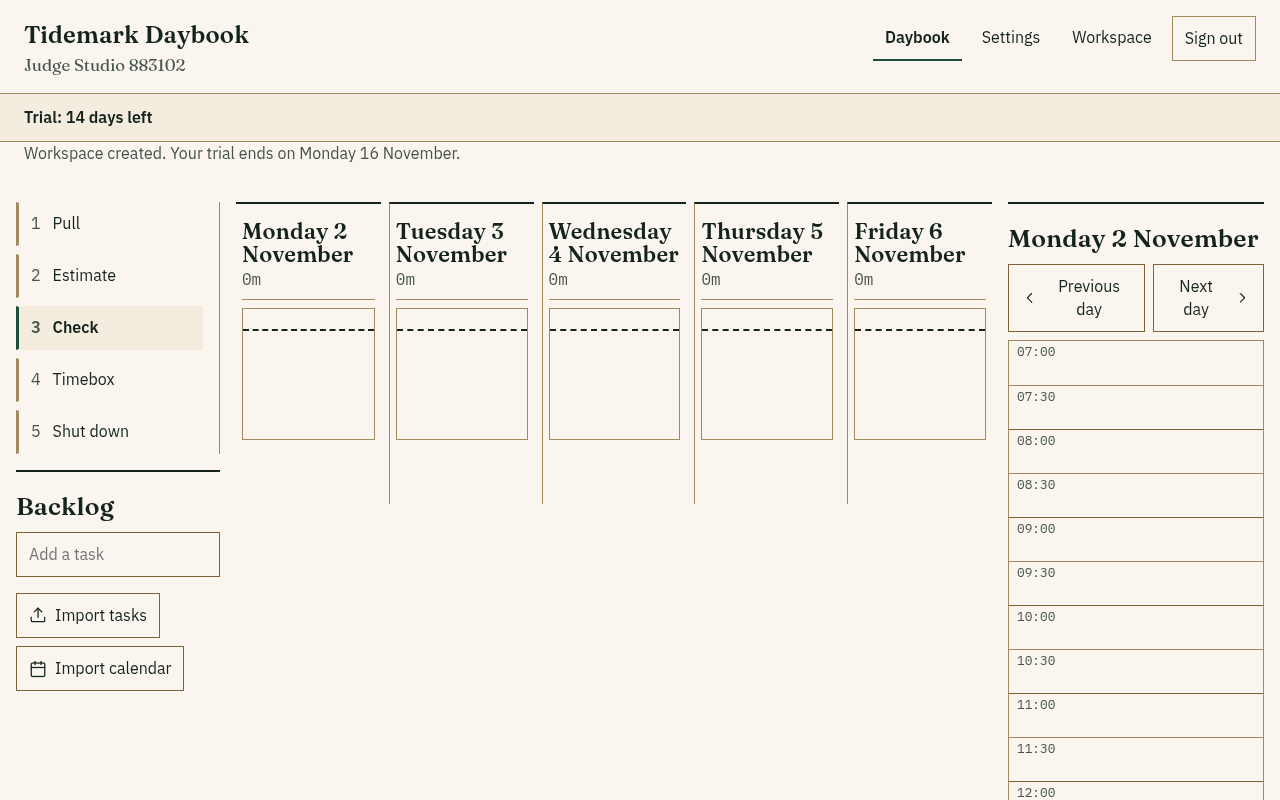 Tidemark Daybook
Judge Studio 883102
Daybook
Settings
Workspace
Sign out
Trial: 14 days left
Workspace created. Your trial ends on Monday 16 November.
1 Pull
2 Estimate
3 Check
4 Timebox
5 Shut down
Backlog
Add a task
Import tasks
Import calendar
Monday 2
November
0m
Tuesday 3
November
0m
Wednesday
4 November
0m
Thursday 5
November
0m
Friday 6
November
0m
Monday 2 November
Previous
day
Next
day
07:00
07:30
08:00
08:30
09:00
09:30
10:00
10:30
11:00
11:30
12:00